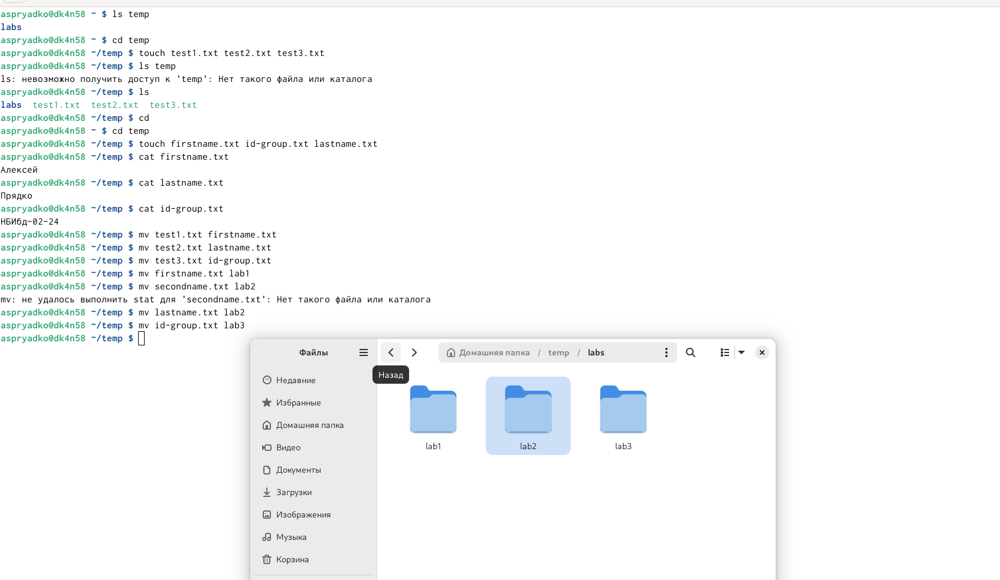 aspryadko@dk4n58 ~ $ ls temp
labs
aspryadko@dk4n58 ~ $ cd temp
aspryadko@dk4n58 ~/temp $ touch test1.txt test2.txt test3.txt
aspryadko@dk4n58 ~/temp $ ls temp
ls: невозможно получить доступ к 'temp': Нет такого файла или каталога
aspryadko@dk4n58 ~/temp $ ls
labs  test1.txt  test2.txt  test3.txt
aspryadko@dk4n58 ~/temp $ cd
aspryadko@dk4n58 ~ $ cd temp
aspryadko@dk4n58 ~/temp $ touch firstname.txt id-group.txt lastname.txt
aspryadko@dk4n58 ~/temp $ cat firstname.txt
Алексей
aspryadko@dk4n58 ~/temp $ cat lastname.txt
Прядко
aspryadko@dk4n58 ~/temp $ cat id-group.txt
НБИбд-02-24
aspryadko@dk4n58 ~/temp $ mv test1.txt firstname.txt
aspryadko@dk4n58 ~/temp $ mv test2.txt lastname.txt
aspryadko@dk4n58 ~/temp $ mv test3.txt id-group.txt
aspryadko@dk4n58 ~/temp $ mv firstname.txt lab1
aspryadko@dk4n58 ~/temp $ mv secondname.txt lab2
mv: не удалось выполнить stat для 'secondname.txt': Нет такого файла или каталога
aspryadko@dk4n58 ~/temp $ mv lastname.txt lab2
aspryadko@dk4n58 ~/temp $ mv id-group.txt lab3
aspryadko@dk4n58 ~/temp $
Файлы
Домашняя папка / temp / labs
Назад
Недавние
Избранные
Домашняя папка
Видео
Документы
Загрузки
Изображения
Музыка
Корзина
lab1
lab2
lab3